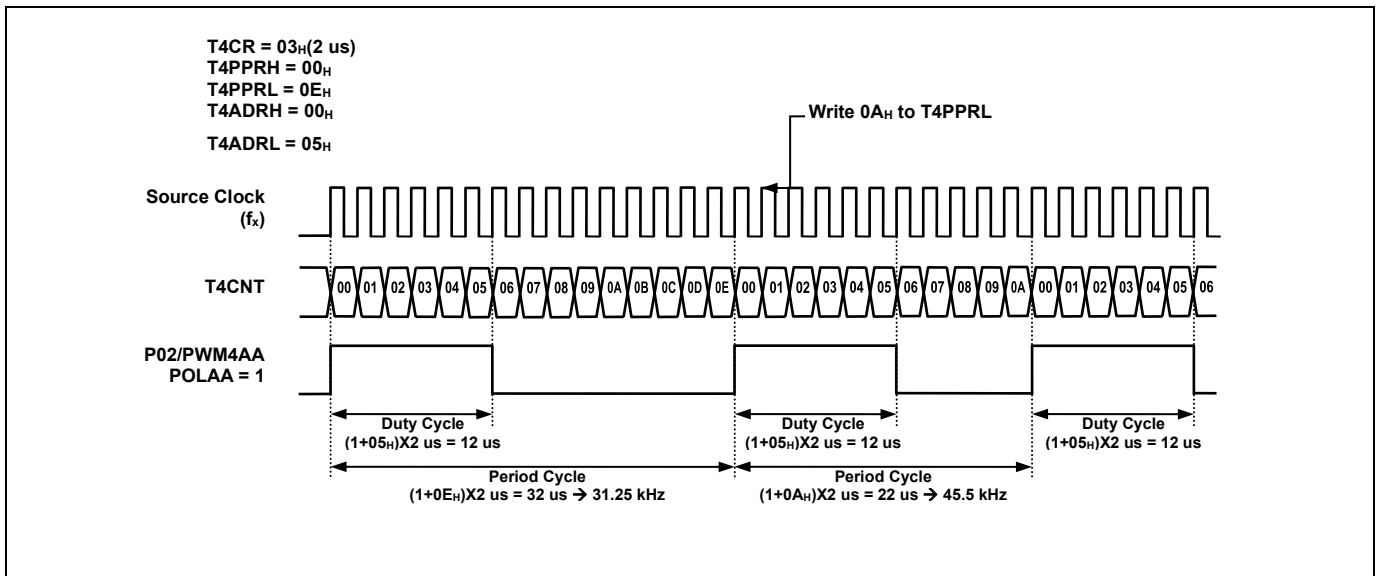 T4CR = 03H(2 us)
T4PPRH = 00H
T4PPRL = 0EH
T4ADRH = 00H
T4ADRL = 05H
Write 0AH to T4PPRL
Source Clock
(fx)
T4CNT
00 01 02 03 04 05 06 07 08 09 0A 0B 0C 0D 0E 00 01 02 03 04 05 06 07 08 09 0A 00 01 02 03 04 05 06
P02/PWM4AA
POLAA = 1
Duty Cycle
(1+05H)X2 us = 12 us
Duty Cycle
(1+05H)X2 us = 12 us
Duty Cycle
(1+05H)X2 us = 12 us
Period Cycle
(1+0EH)X2 us = 32 us → 31.25 kHz
Period Cycle
(1+0AH)X2 us = 22 us → 45.5 kHz